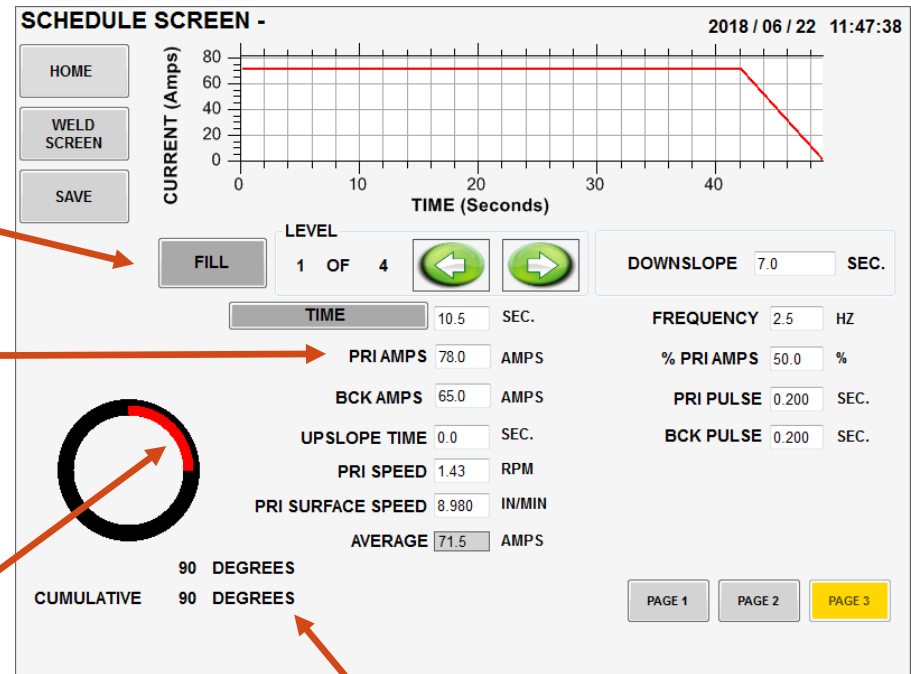 SCHEDULE SCREEN -
2018 / 06 / 22 11:47:38
HOME
WELD
SCREEN
SAVE
CURRENT (Amps)
80
60
40
20
0
0 10 20 30 40
TIME (Seconds)
FILL
LEVEL
1 OF 4
DOWNSLOPE 7.0 SEC.
TIME 10.5 SEC.
FREQUENCY 2.5 HZ
PRI AMPS 78.0 AMPS
% PRI AMPS 50.0 %
BCK AMPS 65.0 AMPS
PRI PULSE 0.200 SEC.
UPSLOPE TIME 0.0 SEC.
BCK PULSE 0.200 SEC.
PRI SPEED 1.43 RPM
PRI SURFACE SPEED 8.980 IN/MIN
AVERAGE 71.5 AMPS
90 DEGREES
CUMULATIVE 90 DEGREES
PAGE 1 PAGE 2 PAGE 3